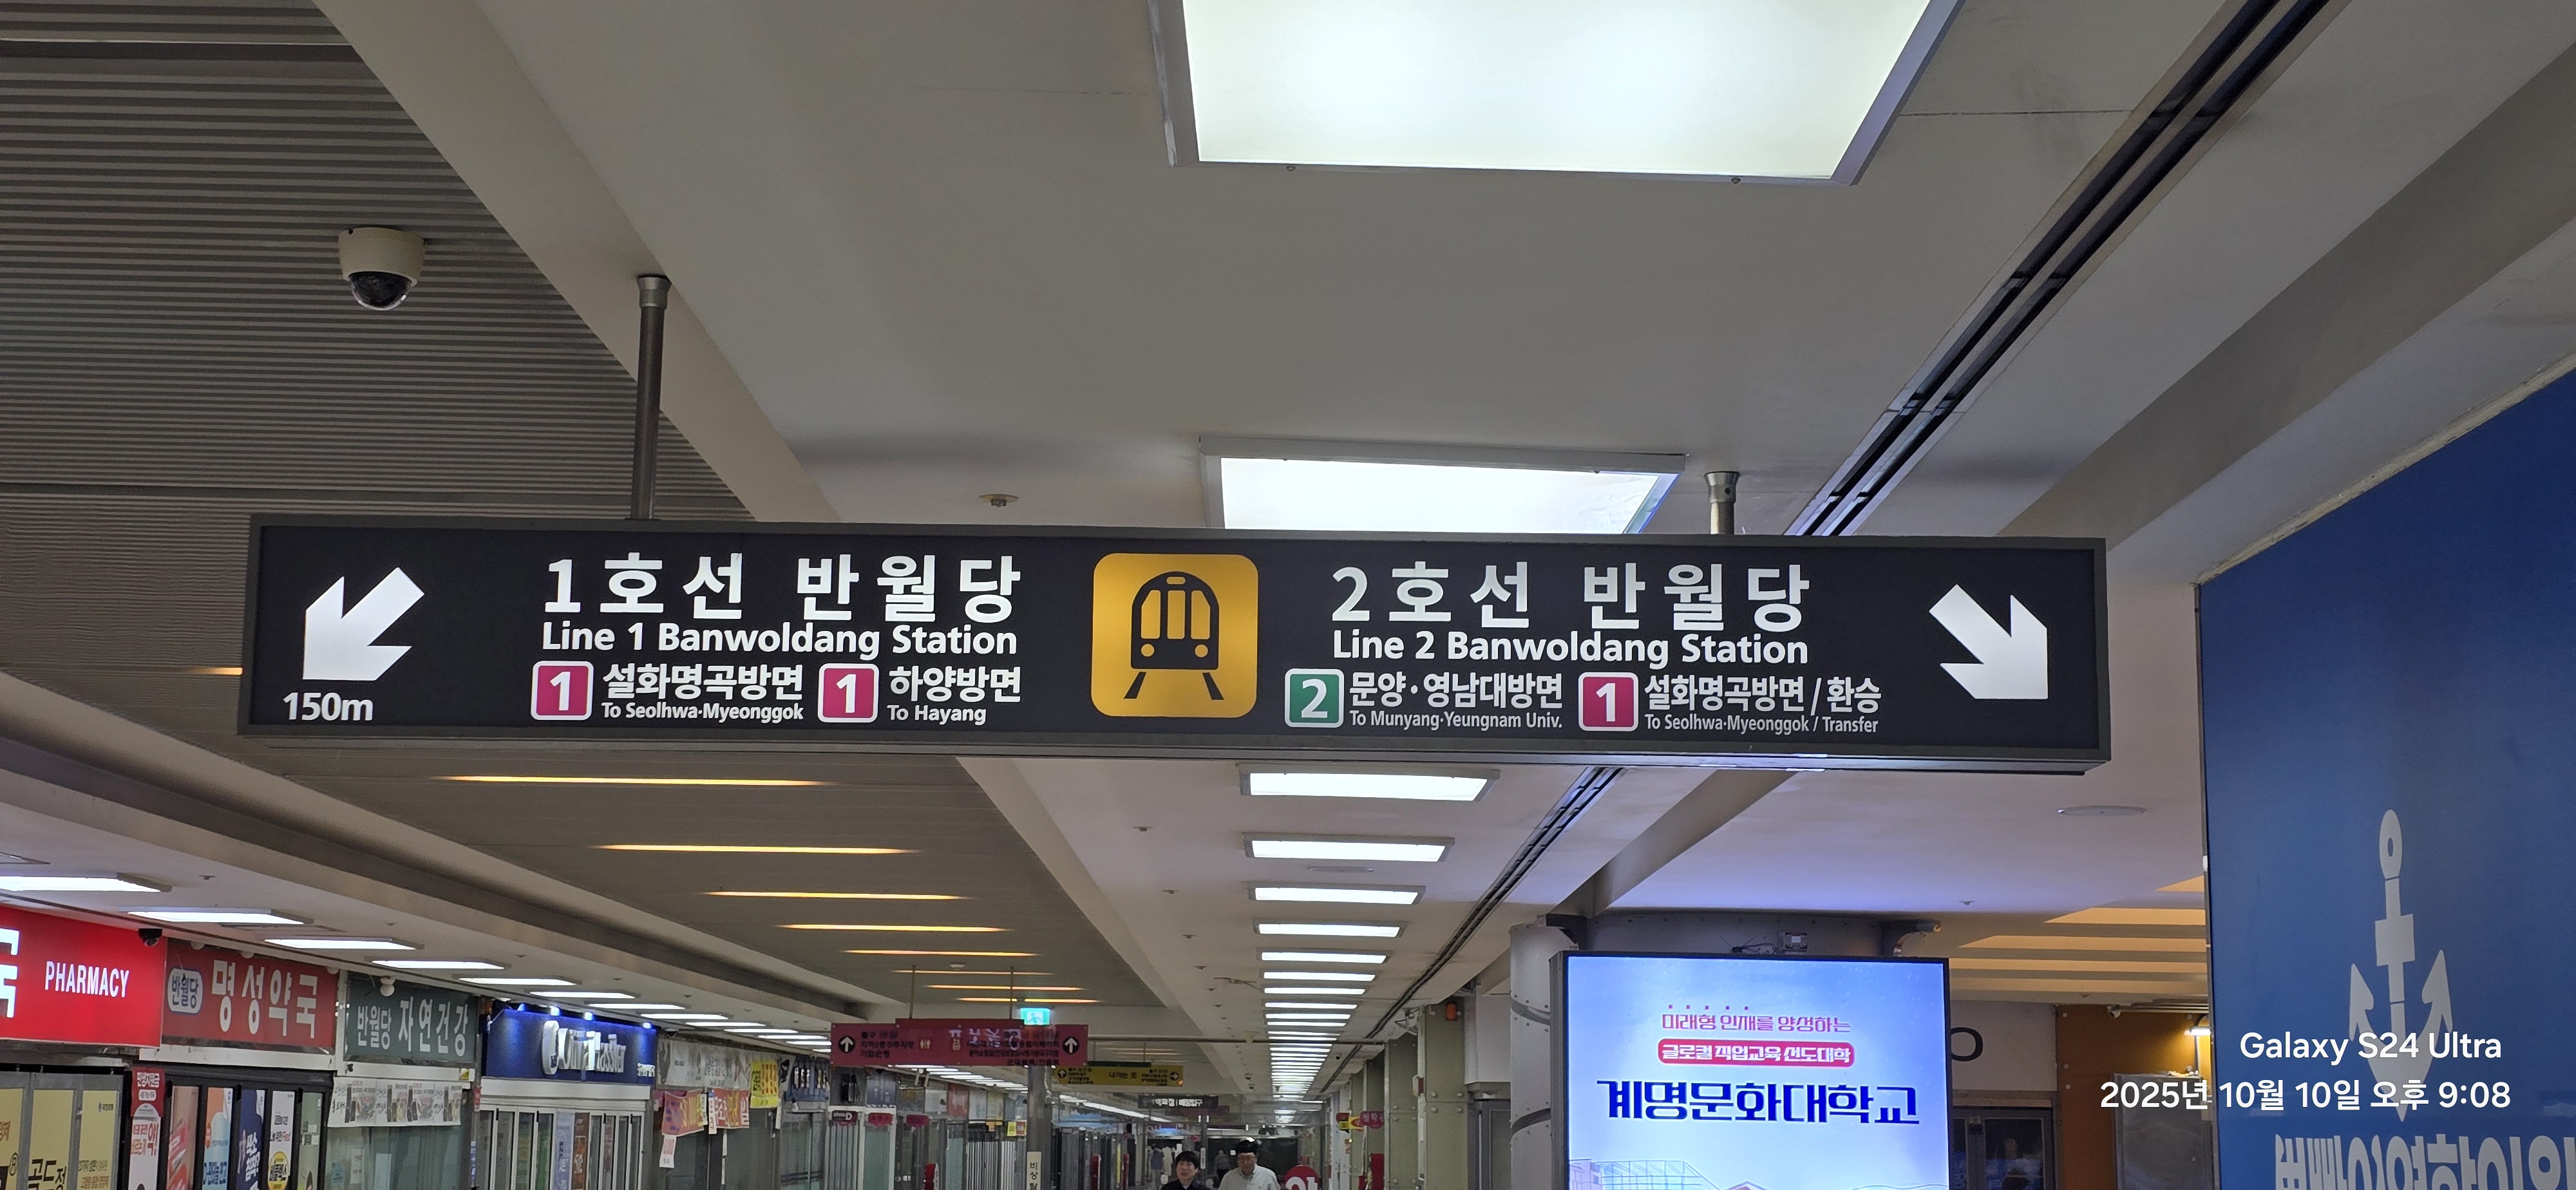 1호선 반월당
Line 1 Banwoldang Station
1 설화명곡방면 1 하양방면
To Seolhwa·Myeonggok To Hayang
150m
2호선 반월당
Line 2 Banwoldang Station
2 문양·영남대방면 1 설화명곡방면 / 환승
To Munyang·Yeungnam Univ. To Seolhwa·Myeonggok / Transfer
PHARMACY
반월당 명성약국
반월당 자연건강
나가는 곳
미래형 인재를 양성하는
글로컬 직업교육 선도대학
계명문화대학교
Galaxy S24 Ultra
2025년 10월 10일 오후 9:08